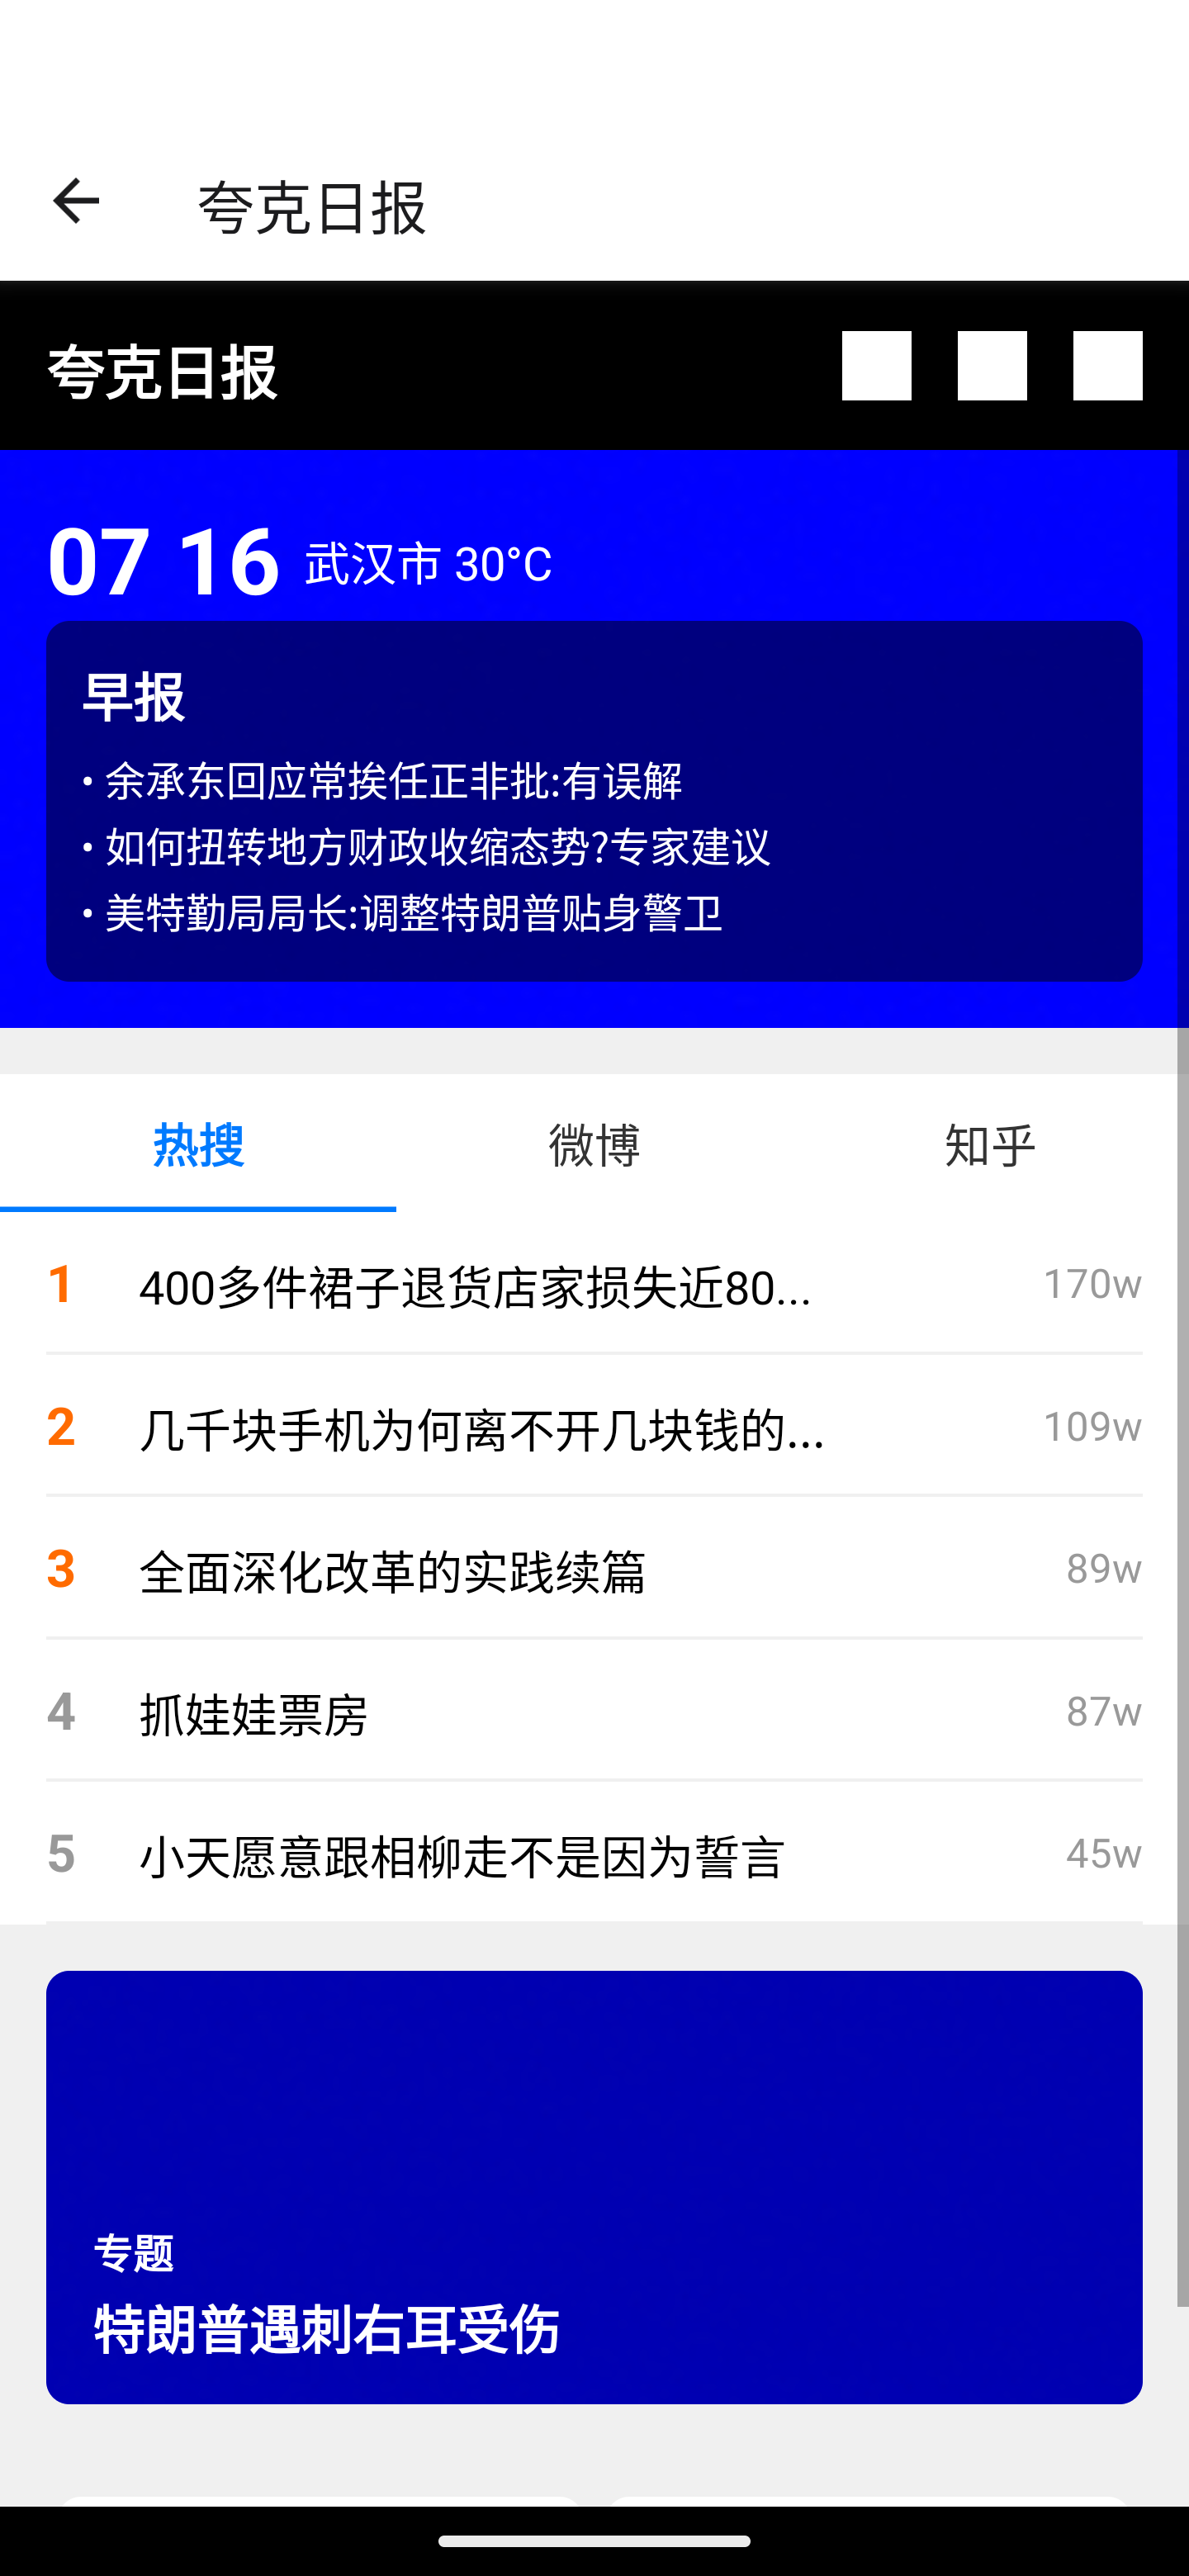 夸克日报
夸克日报
07 16 武汉市 30°C
早报
• 余承东回应常挨任正非批:有误解
• 如何扭转地方财政收缩态势?专家建议
• 美特勤局局长:调整特朗普贴身警卫
热搜 微博 知乎
1 400多件裙子退货店家损失近80... 170w
2 几千块手机为何离不开几块钱的... 109w
3 全面深化改革的实践续篇 89w
4 抓娃娃票房 87w
5 小天愿意跟相柳走不是因为誓言 45w
专题
特朗普遇刺右耳受伤